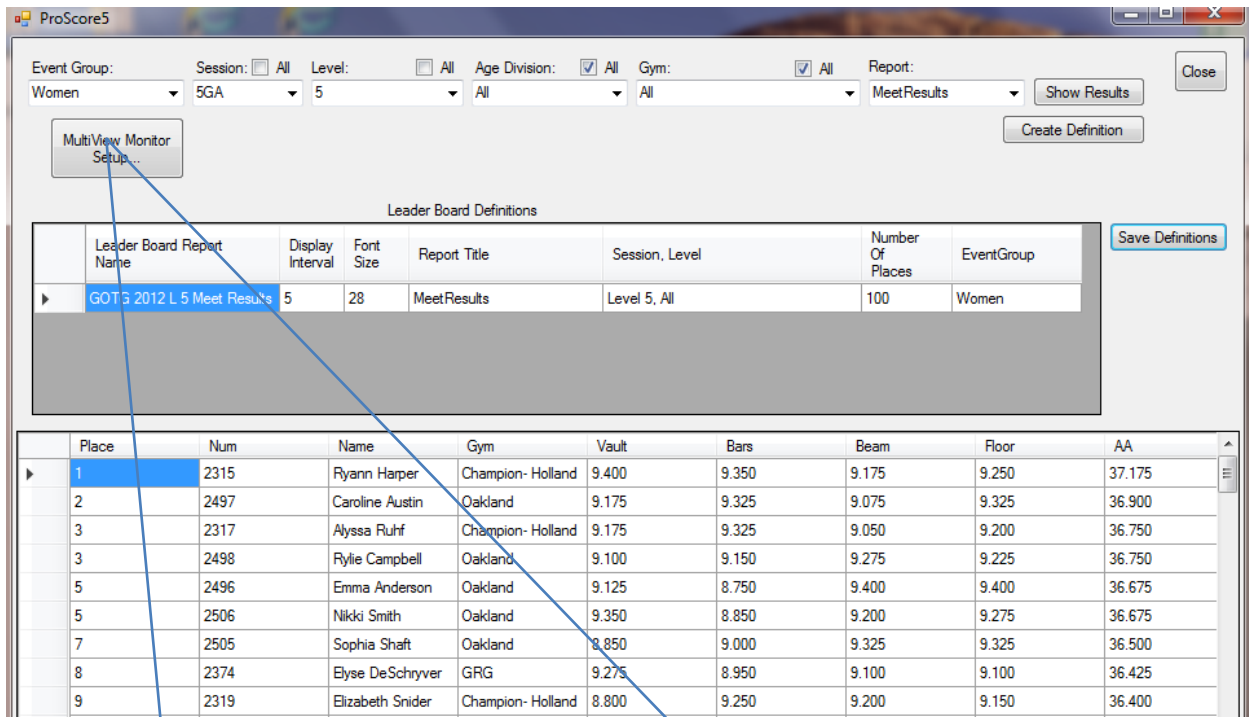 ProScore5
Event Group: Session: All Level: All Age Division: All Gym: All Report: Close
Women 5GA 5 All All MeetResults Show Results
MultiView Monitor Setup... Create Definition
Leader Board Definitions
Leader Board Report Name Display Interval Font Size Report Title Session, Level Number Of Places EventGroup Save Definitions
GOTG 2012 L 5 Meet Results 5 28 MeetResults Level 5, All 100 Women
Place Num Name Gym Vault Bars Beam Floor AA
1 2315 Ryann Harper Champion- Holland 9.400 9.350 9.175 9.250 37.175
2 2497 Caroline Austin Oakland 9.175 9.325 9.075 9.325 36.900
3 2317 Alyssa Ruhf Champion- Holland 9.175 9.325 9.050 9.200 36.750
3 2498 Rylie Campbell Oakland 9.100 9.150 9.275 9.225 36.750
5 2496 Emma Anderson Oakland 9.125 8.750 9.400 9.400 36.675
5 2506 Nikki Smith Oakland 9.350 8.850 9.200 9.275 36.675
7 2505 Sophia Shaft Oakland 8.850 9.000 9.325 9.325 36.500
8 2374 Elyse DeSchryver GRG 9.275 8.950 9.100 9.100 36.425
9 2319 Elizabeth Snider Champion- Holland 8.800 9.250 9.200 9.150 36.400